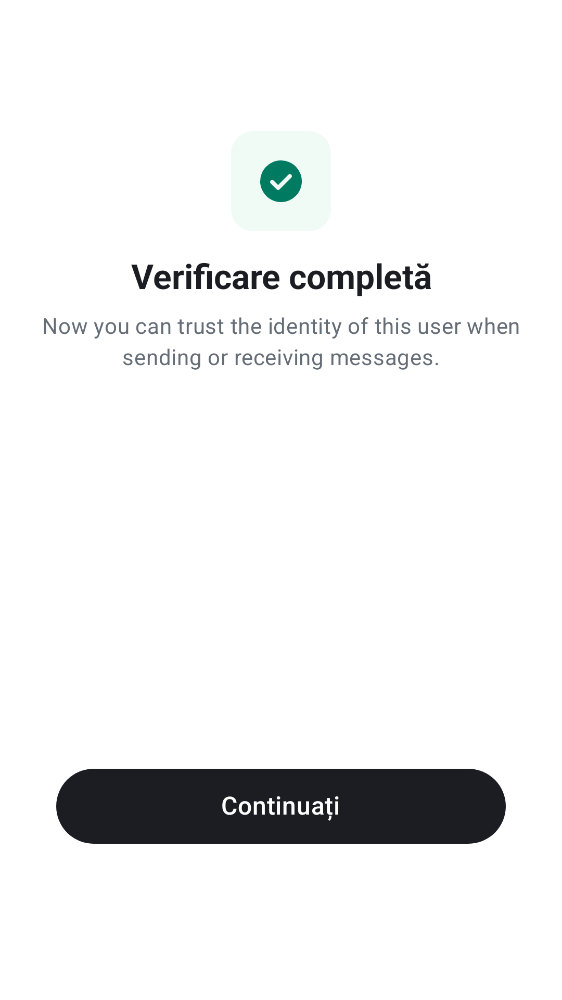 Verificare completă
Now you can trust the identity of this user when
sending or receiving messages.
Continuați